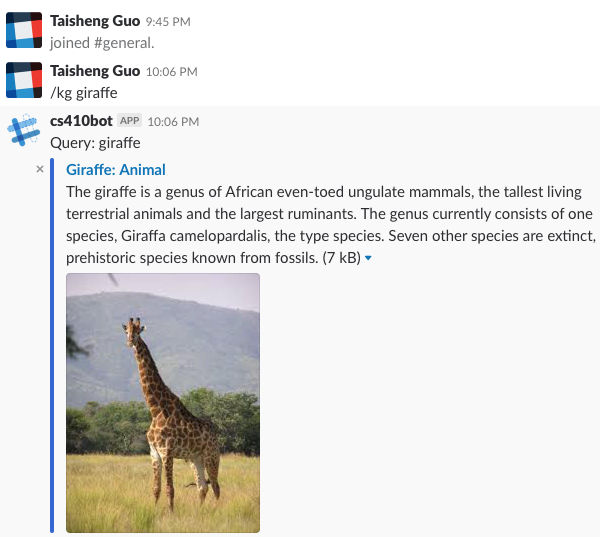 Taisheng Guo 9:45 PM
joined #general.
Taisheng Guo 10:06 PM
/kg giraffe
cs410bot APP 10:06 PM
Query: giraffe
Giraffe: Animal
The giraffe is a genus of African even-toed ungulate mammals, the tallest living
terrestrial animals and the largest ruminants. The genus currently consists of one
species, Giraffa camelopardalis, the type species. Seven other species are extinct,
prehistoric species known from fossils. (7 kB)